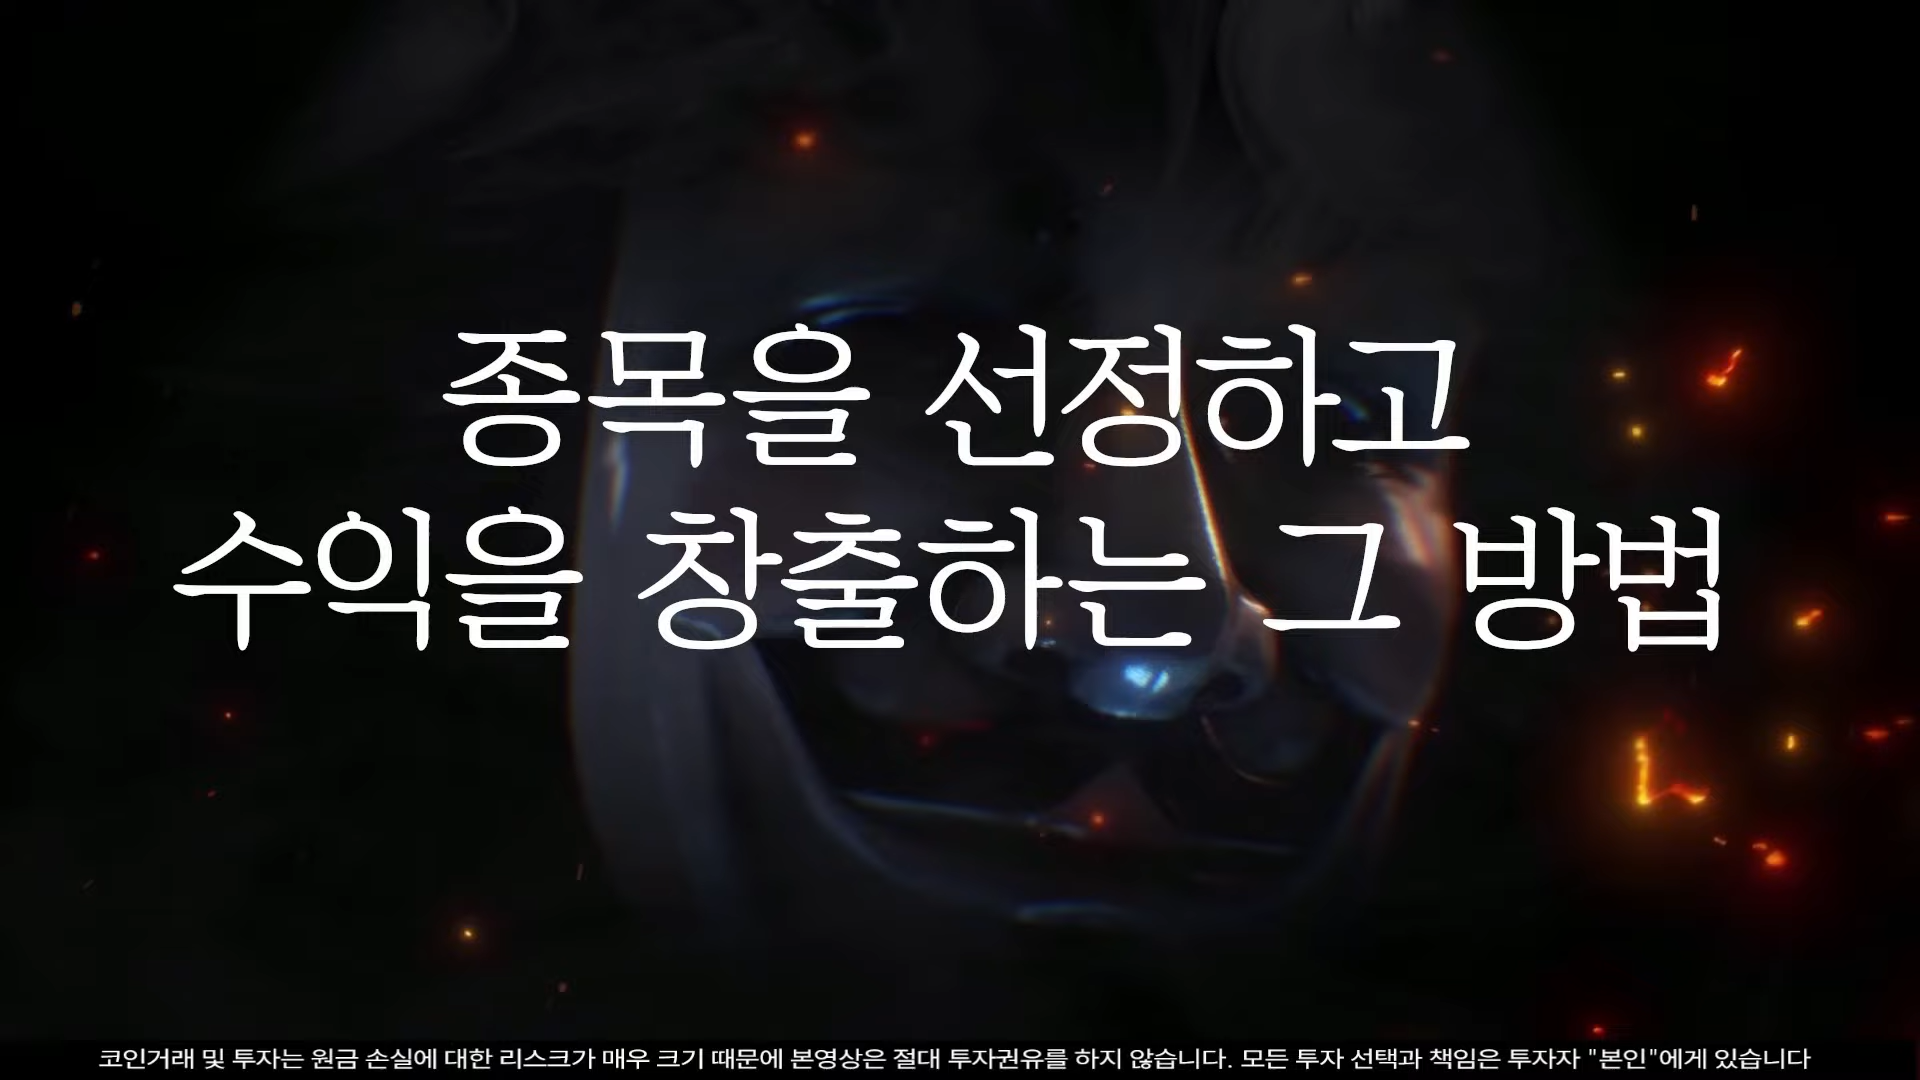 종목을 선정하고
수익을 창출하는 그 방법
코인거래 및 투자는 원금 손실에 대한 리스크가 매우 크기 때문에 본영상은 절대 투자권유를 하지 않습니다. 모든 투자 선택과 책임은 투자자 "본인"에게 있습니다